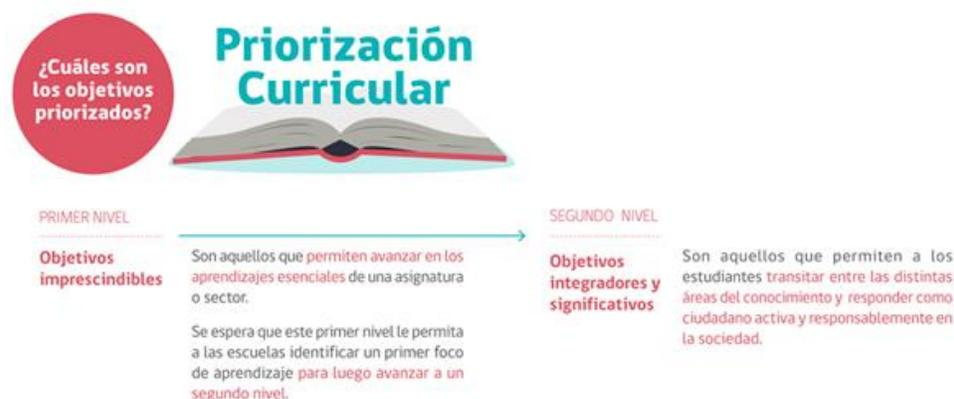 ¿Cuáles son
los objetivos
priorizados?
Priorización
Curricular
PRIMER NIVEL
Objetivos
imprescindibles
Son aquellos que permiten avanzar en los
aprendizajes esenciales de una asignatura
o sector.
Se espera que este primer nivel le permita
a las escuelas identificar un primer foco
de aprendizaje para luego avanzar a un
segundo nivel.
SEGUNDO NIVEL
Objetivos
integradores y
significativos
Son aquellos que permiten a los
estudiantes transitar entre las distintas
áreas del conocimiento y responder como
ciudadano activa y responsablemente en
la sociedad.